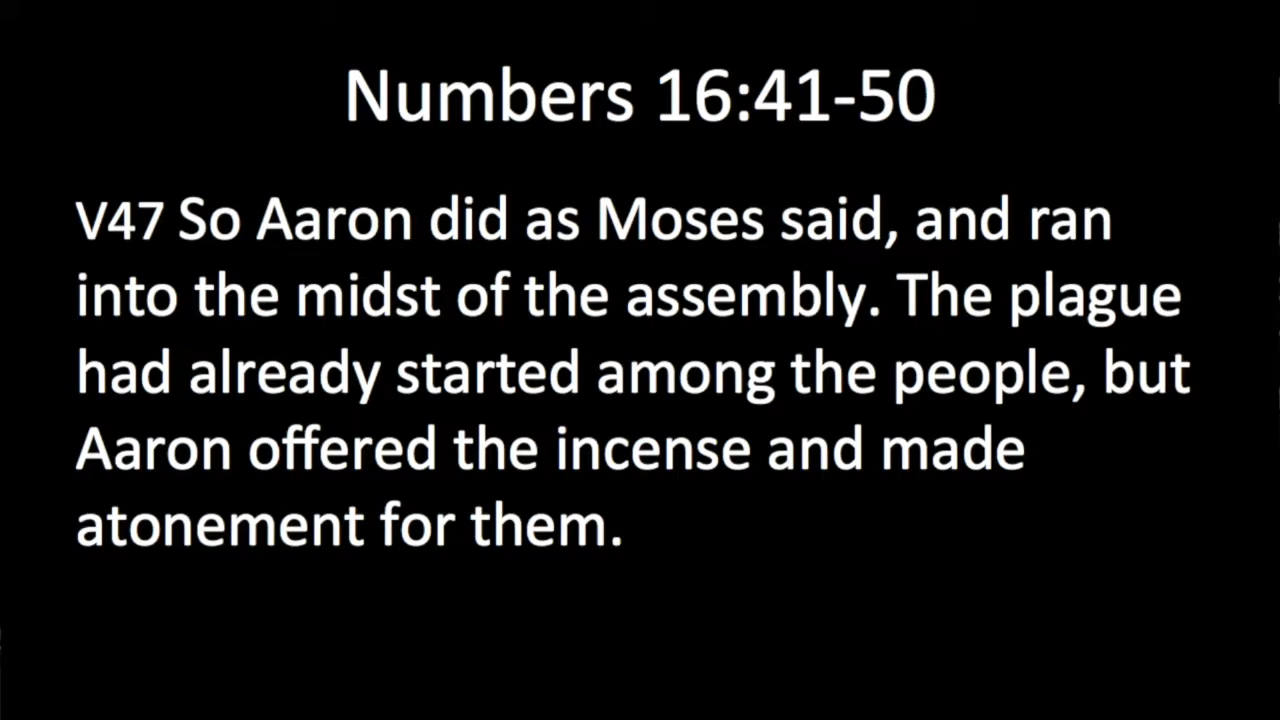 Numbers 16:41-50
V47 So Aaron did as Moses said, and ran
into the midst of the assembly. The plague
had already started among the people, but
Aaron offered the incense and made
atonement for them.